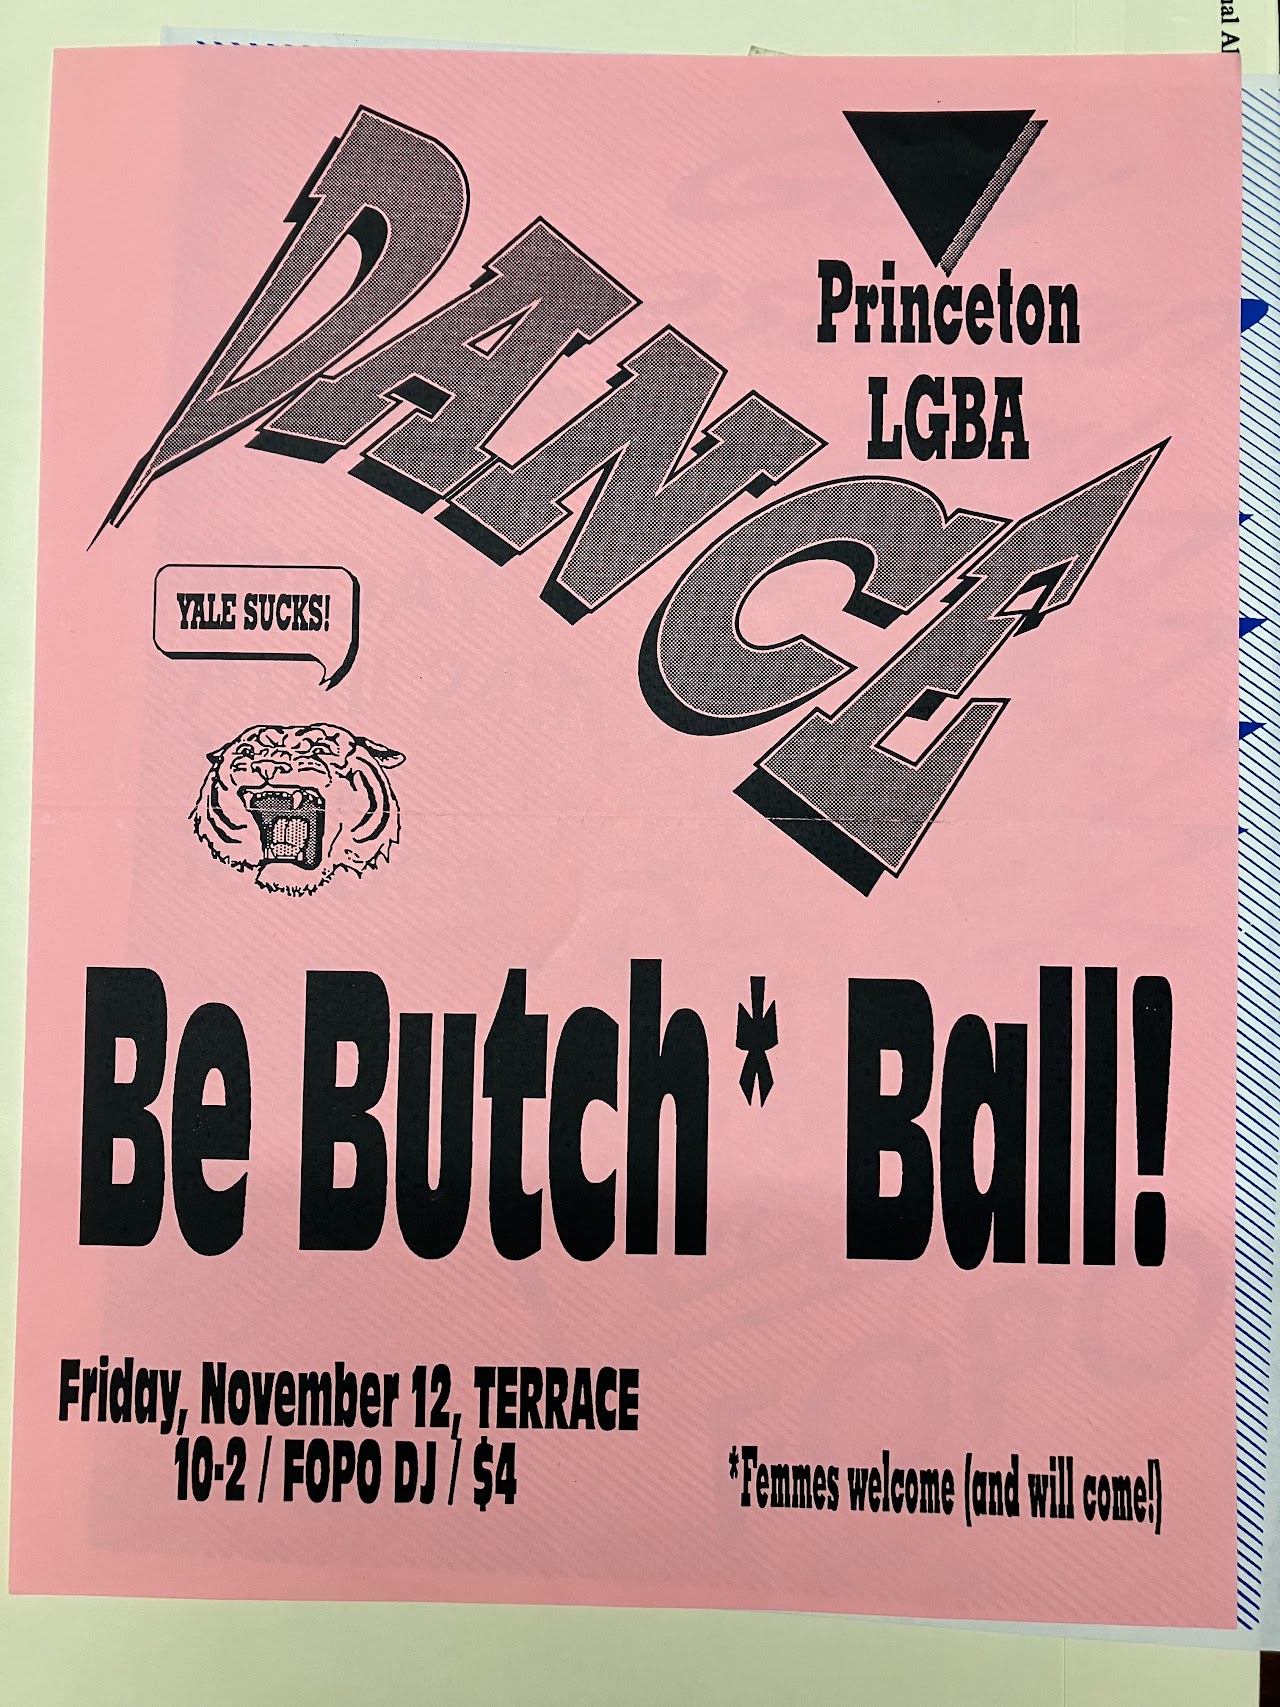 DANCE
Princeton
LGBA
YALE SUCKS!
Be Butch* Ball!
Friday, November 12, TERRACE
10-2 / FOPO DJ / $4
*Femmes welcome (and will come!)